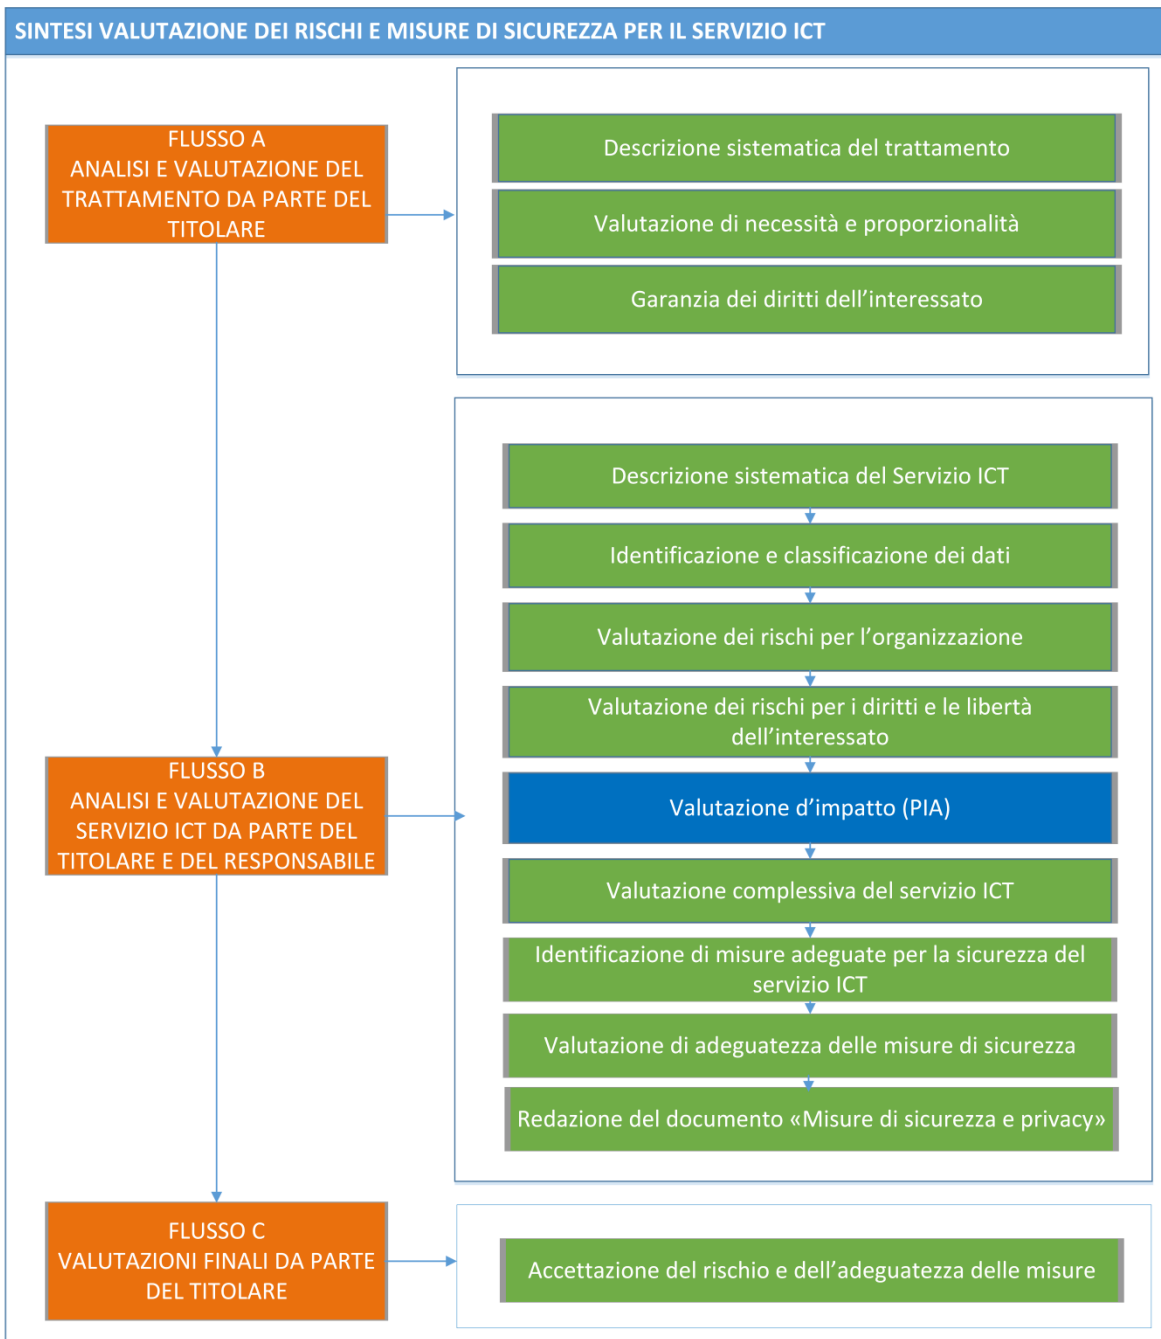 SINTESI VALUTAZIONE DEI RISCHI E MISURE DI SICUREZZA PER IL SERVIZIO ICT
FLUSSO A
ANALISI E VALUTAZIONE DEL
TRATTAMENTO DA PARTE DEL
TITOLARE
Descrizione sistematica del trattamento
Valutazione di necessità e proporzionalità
Garanzia dei diritti dell’interessato
FLUSSO B
ANALISI E VALUTAZIONE DEL
SERVIZIO ICT DA PARTE DEL
TITOLARE E DEL RESPONSABILE
Descrizione sistematica del Servizio ICT
Identificazione e classificazione dei dati
Valutazione dei rischi per l’organizzazione
Valutazione dei rischi per i diritti e le libertà
dell’interessato
Valutazione d’impatto (PIA)
Valutazione complessiva del servizio ICT
Identificazione di misure adeguate per la sicurezza del
servizio ICT
Valutazione di adeguatezza delle misure di sicurezza
Redazione del documento «Misure di sicurezza e privacy»
FLUSSO C
VALUTAZIONI FINALI DA PARTE
DEL TITOLARE
Accettazione del rischio e dell’adeguatezza delle misure